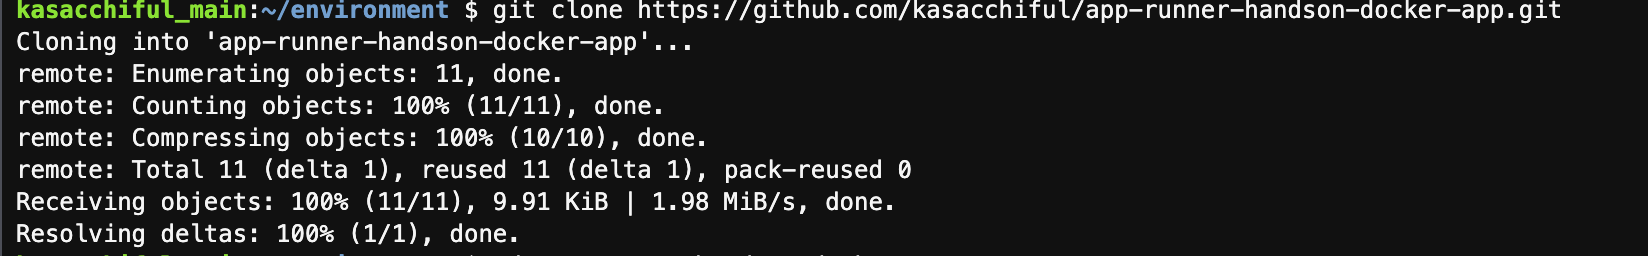 kasacchiful_main:~/environment $ git clone https://github.com/kasacchiful/app-runner-handson-docker-app.git
Cloning into 'app-runner-handson-docker-app'...
remote: Enumerating objects: 11, done.
remote: Counting objects: 100% (11/11), done.
remote: Compressing objects: 100% (10/10), done.
remote: Total 11 (delta 1), reused 11 (delta 1), pack-reused 0
Receiving objects: 100% (11/11), 9.91 KiB | 1.98 MiB/s, done.
Resolving deltas: 100% (1/1), done.